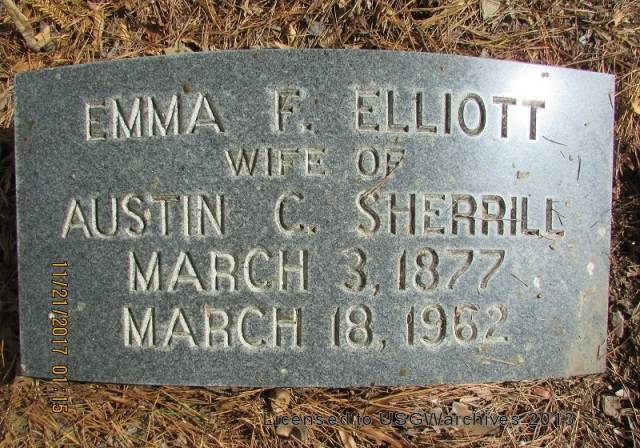 EMMA F. ELLIOTT
WIFE OF
AUSTIN C. SHERRILL
MARCH 3, 1877
MARCH 18, 1962
11/21/2017 01:15
Licensed to USGWarchives 2013